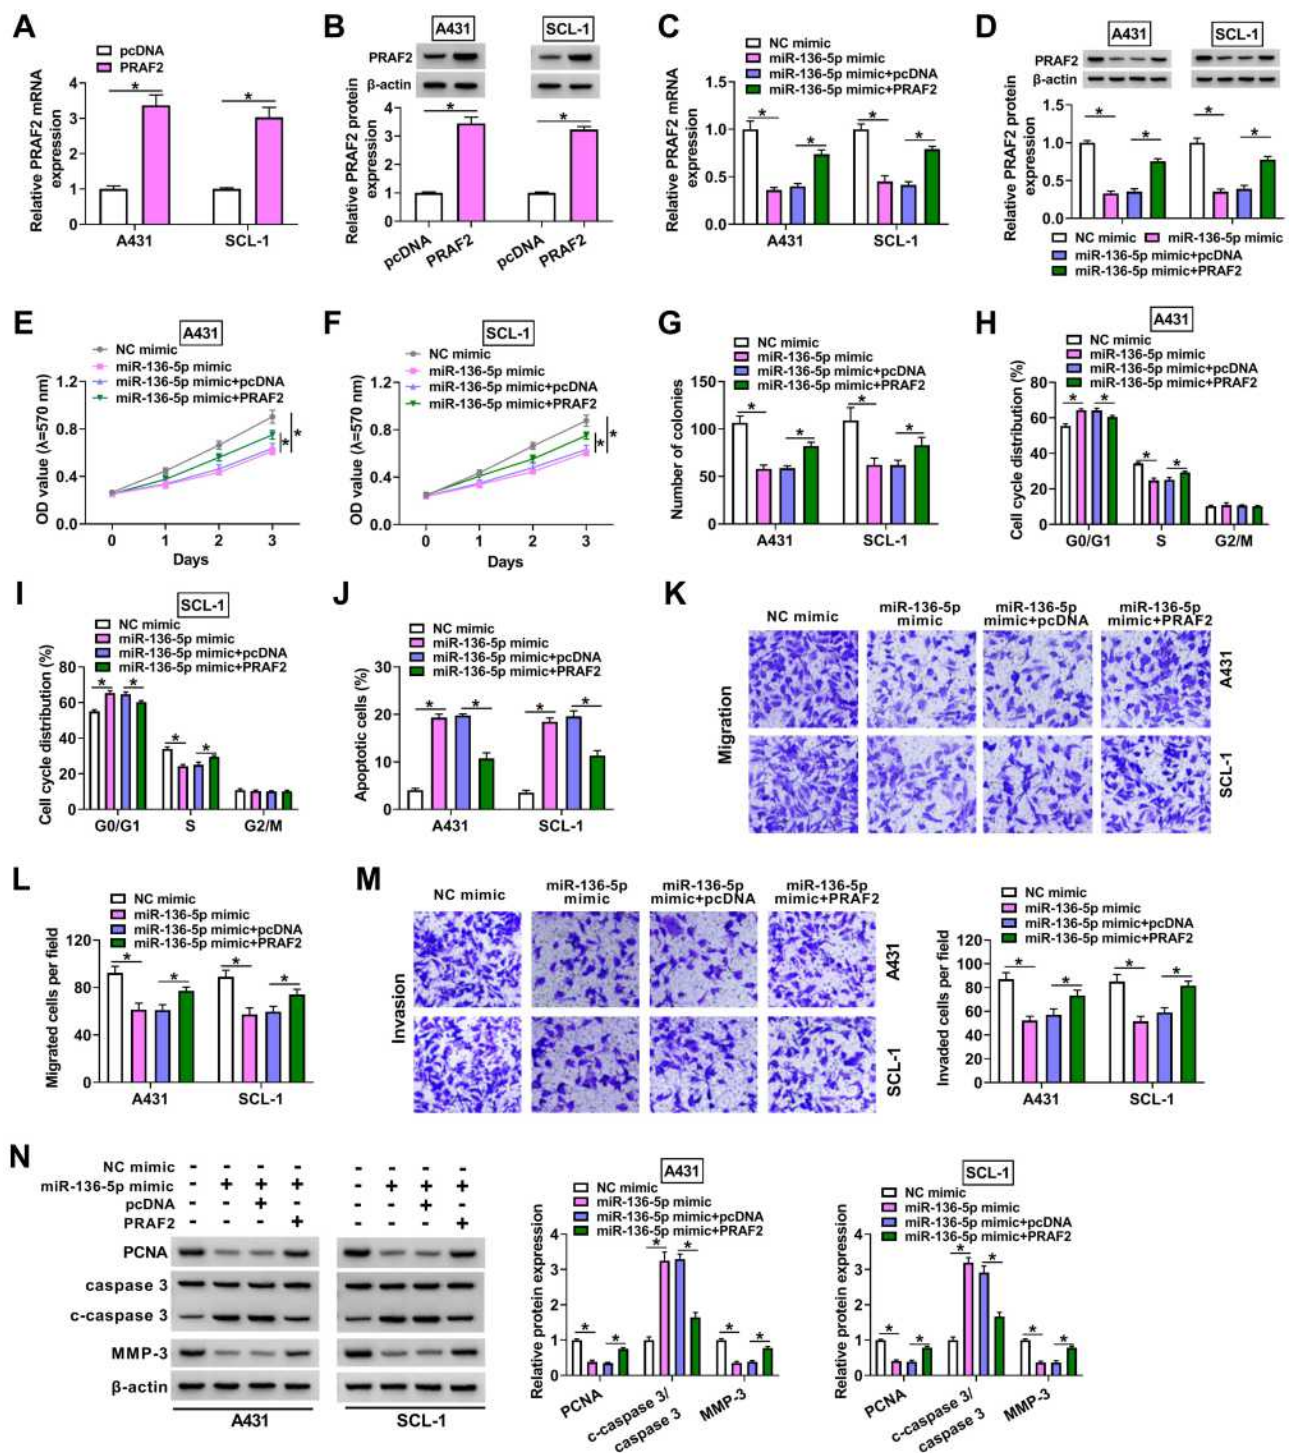 A
pcDNA
PRAF2
Relative PRAF2 mRNA
expression
4
3
2
1
0
*
*
A431
SCL-1
B
A431
SCL-1
PRAF2
β-actin
Relative PRAF2 protein
expression
4
3
2
1
0
*
*
pcDNA
PRAF2
pcDNA
PRAF2
C
NC mimic
miR-136-5p mimic
miR-136-5p mimic+pcDNA
miR-136-5p mimic+PRAF2
Relative PRAF2 mRNA
expression
1.5
1.0
0.5
0.0
*
*
*
*
A431
SCL-1
D
A431
SCL-1
PRAF2
β-actin
Relative PRAF2 protein
expression
1.5
1.0
0.5
0.0
*
*
*
*
NC mimic
miR-136-5p mimic
miR-136-5p mimic+pcDNA
miR-136-5p mimic+PRAF2
E
A431
NC mimic
miR-136-5p mimic
miR-136-5p mimic+pcDNA
miR-136-5p mimic+PRAF2
OD value (λ=570 nm)
1.2
0.8
0.4
0.0
*
*
0
1
2
3
Days
F
SCL-1
NC mimic
miR-136-5p mimic
miR-136-5p mimic+pcDNA
miR-136-5p mimic+PRAF2
OD value (λ=570 nm)
1.2
0.8
0.4
0.0
*
*
0
1
2
3
Days
G
NC mimic
miR-136-5p mimic
miR-136-5p mimic+pcDNA
miR-136-5p mimic+PRAF2
Number of colonies
150
100
50
0
*
*
*
*
A431
SCL-1
H
A431
NC mimic
miR-136-5p mimic
miR-136-5p mimic+pcDNA
miR-136-5p mimic+PRAF2
Cell cycle distribution (%)
80
60
40
20
0
*
*
*
*
G0/G1
S
G2/M
I
SCL-1
NC mimic
miR-136-5p mimic
miR-136-5p mimic+pcDNA
miR-136-5p mimic+PRAF2
Cell cycle distribution (%)
80
60
40
20
0
*
*
*
*
G0/G1
S
G2/M
J
NC mimic
miR-136-5p mimic
miR-136-5p mimic+pcDNA
miR-136-5p mimic+PRAF2
Apoptotic cells (%)
30
20
10
0
*
*
*
*
A431
SCL-1
K
NC mimic
miR-136-5p
mimic
miR-136-5p
mimic+pcDNA
miR-136-5p
mimic+PRAF2
Migration
A431
SCL-1
L
NC mimic
miR-136-5p mimic
miR-136-5p mimic+pcDNA
miR-136-5p mimic+PRAF2
Migrated cells per field
120
90
60
30
0
*
*
*
*
A431
SCL-1
M
NC mimic
miR-136-5p
mimic
miR-136-5p
mimic+pcDNA
miR-136-5p
mimic+PRAF2
Invasion
A431
SCL-1
NC mimic
miR-136-5p mimic
miR-136-5p mimic+pcDNA
miR-136-5p mimic+PRAF2
Invaded cells per field
120
100
80
60
40
20
0
*
*
*
*
A431
SCL-1
N
NC mimic - - - - - - - -
miR-136-5p mimic - + + + - + + +
pcDNA - - + - - - + -
PRAF2 - - - + - - - +
PCNA
caspase 3
c-caspase 3
MMP-3
β-actin
A431
SCL-1
A431
NC mimic
miR-136-5p mimic
miR-136-5p mimic+pcDNA
miR-136-5p mimic+PRAF2
Relative protein expression
4
3
2
1
0
*
*
*
*
*
*
PCNA
c-caspase 3/
caspase 3
MMP-3
SCL-1
NC mimic
miR-136-5p mimic
miR-136-5p mimic+pcDNA
miR-136-5p mimic+PRAF2
Relative protein expression
4
3
2
1
0
*
*
*
*
*
*
PCNA
c-caspase 3/
caspase 3
MMP-3